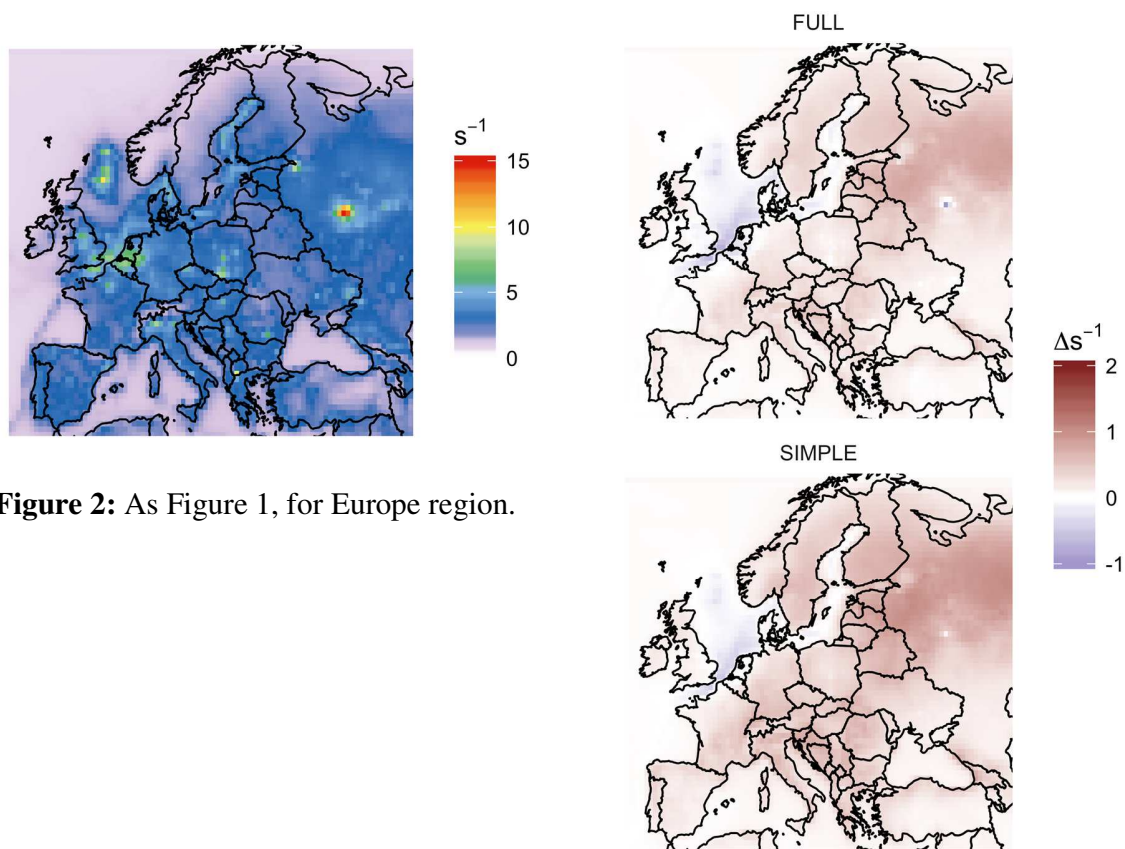 s⁻¹
15
10
5
0
Figure 2: As Figure 1, for Europe region.
FULL
SIMPLE
Δs⁻¹
2
1
0
-1